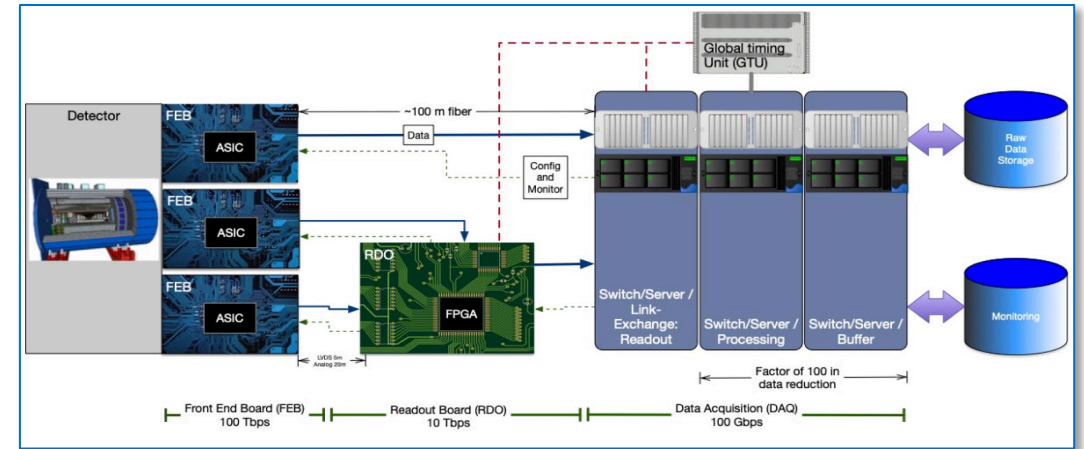 Global timing
Unit (GTU)
Detector
FEB
ASIC
~100 m fiber
Data
Config
and
Monitor
Raw
Data
Storage
FEB
ASIC
RDO
FPGA
FEB
ASIC
LVDS 5m
Analog 20m
Switch/Server /
Link-
Exchange:
Readout
Switch/Server /
Processing
Switch/Server /
Buffer
Monitoring
Factor of 100 in
data reduction
Front End Board (FEB)
100 Tbps
Readout Board (RDO)
10 Tbps
Data Acquisition (DAQ)
100 Gbps